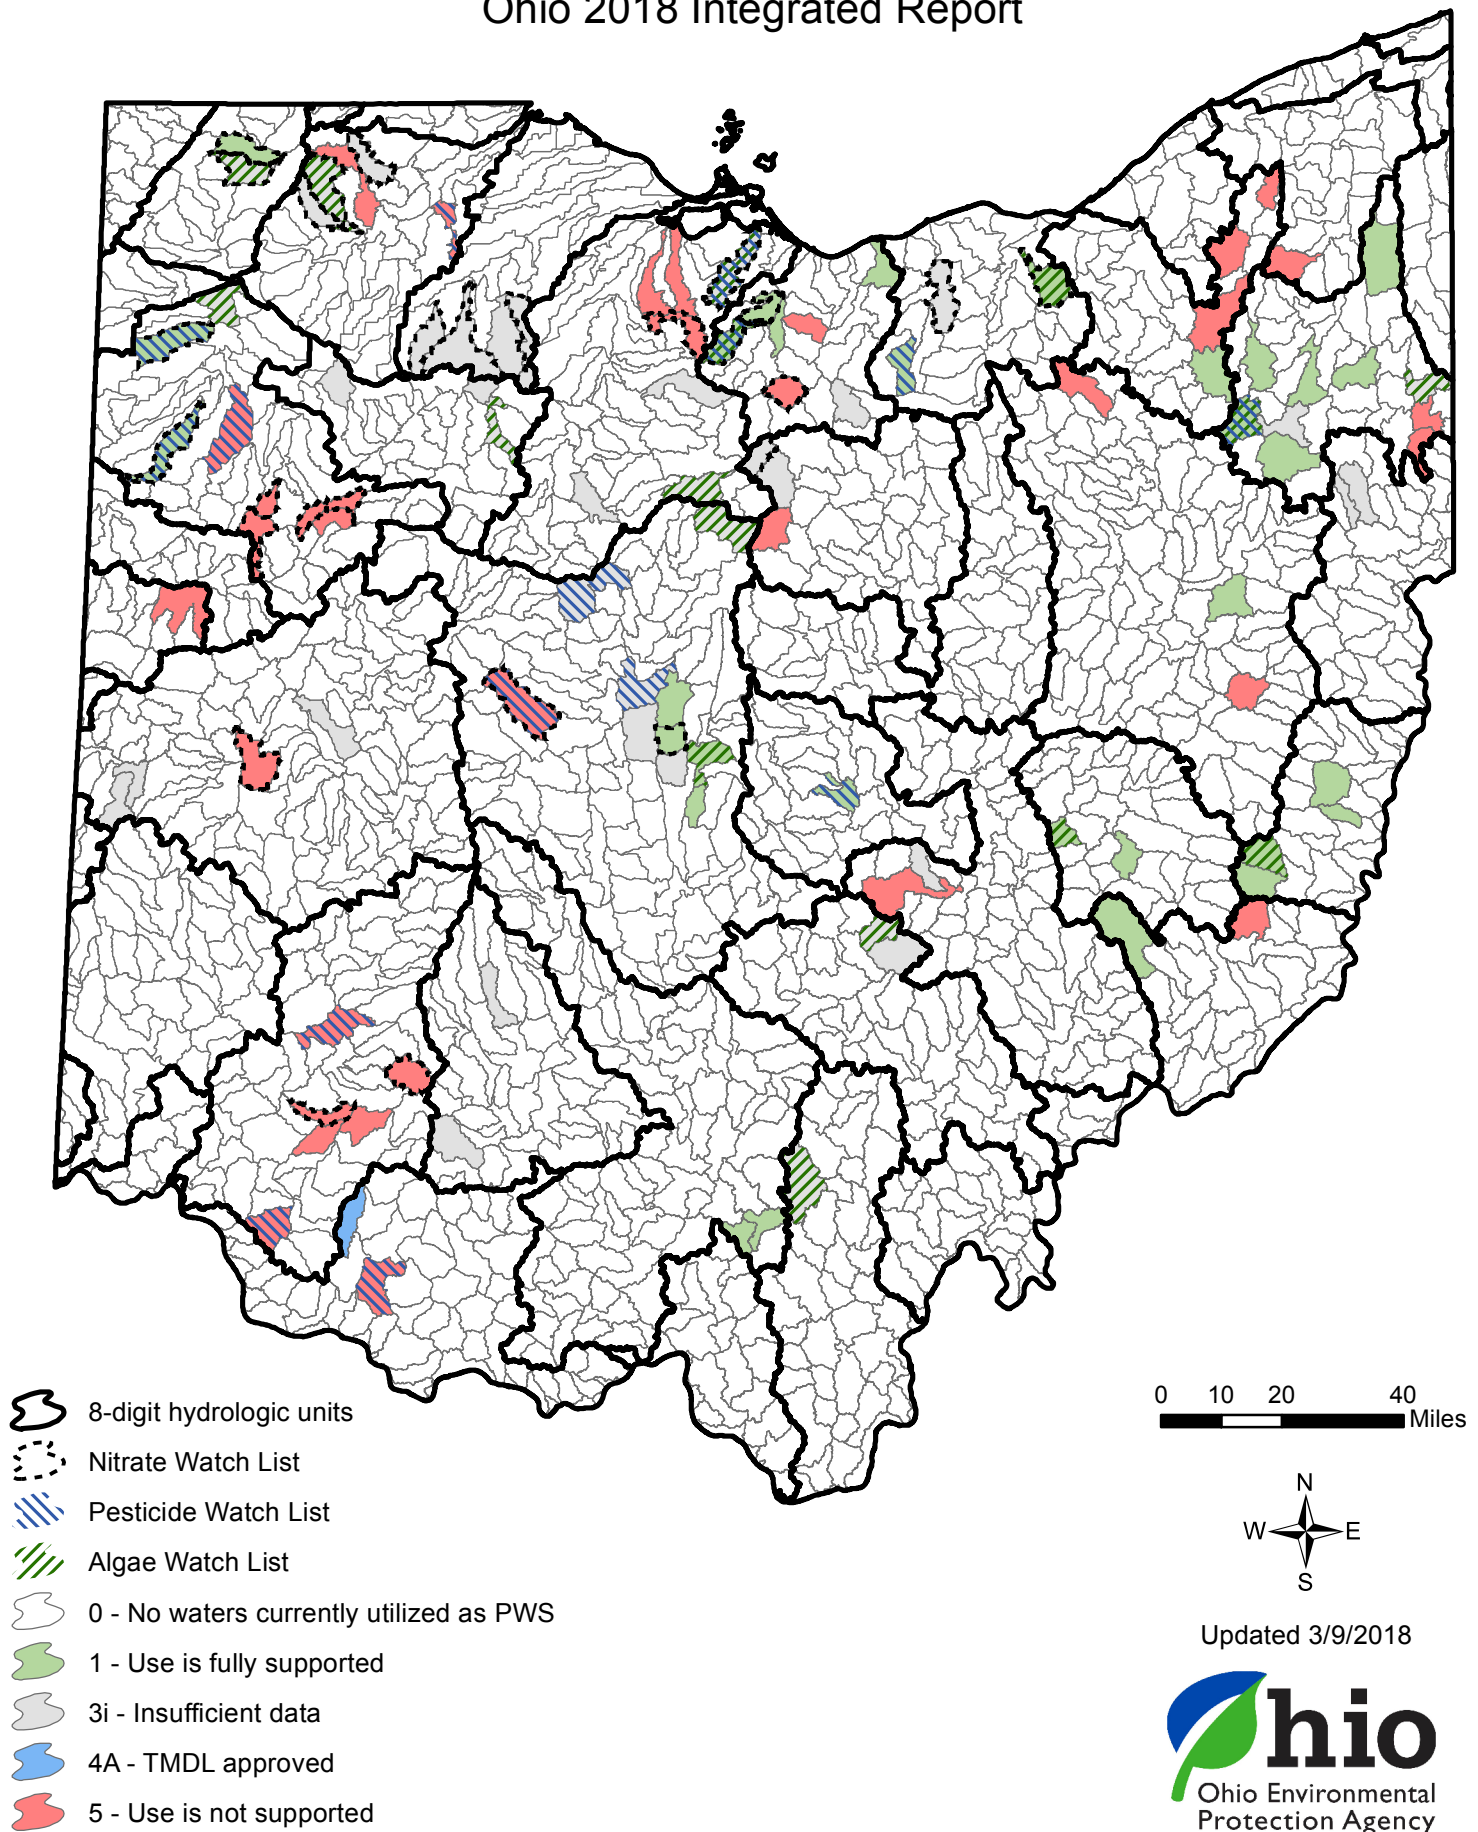 Ohio 2018 Integrated Report
8-digit hydrologic units
Nitrate Watch List
Pesticide Watch List
Algae Watch List
0 - No waters currently utilized as PWS
1 - Use is fully supported
3i - Insufficient data
4A - TMDL approved
5 - Use is not supported
0 10 20 40
Miles
N
W E
S
Updated 3/9/2018
Ohio
Ohio Environmental
Protection Agency